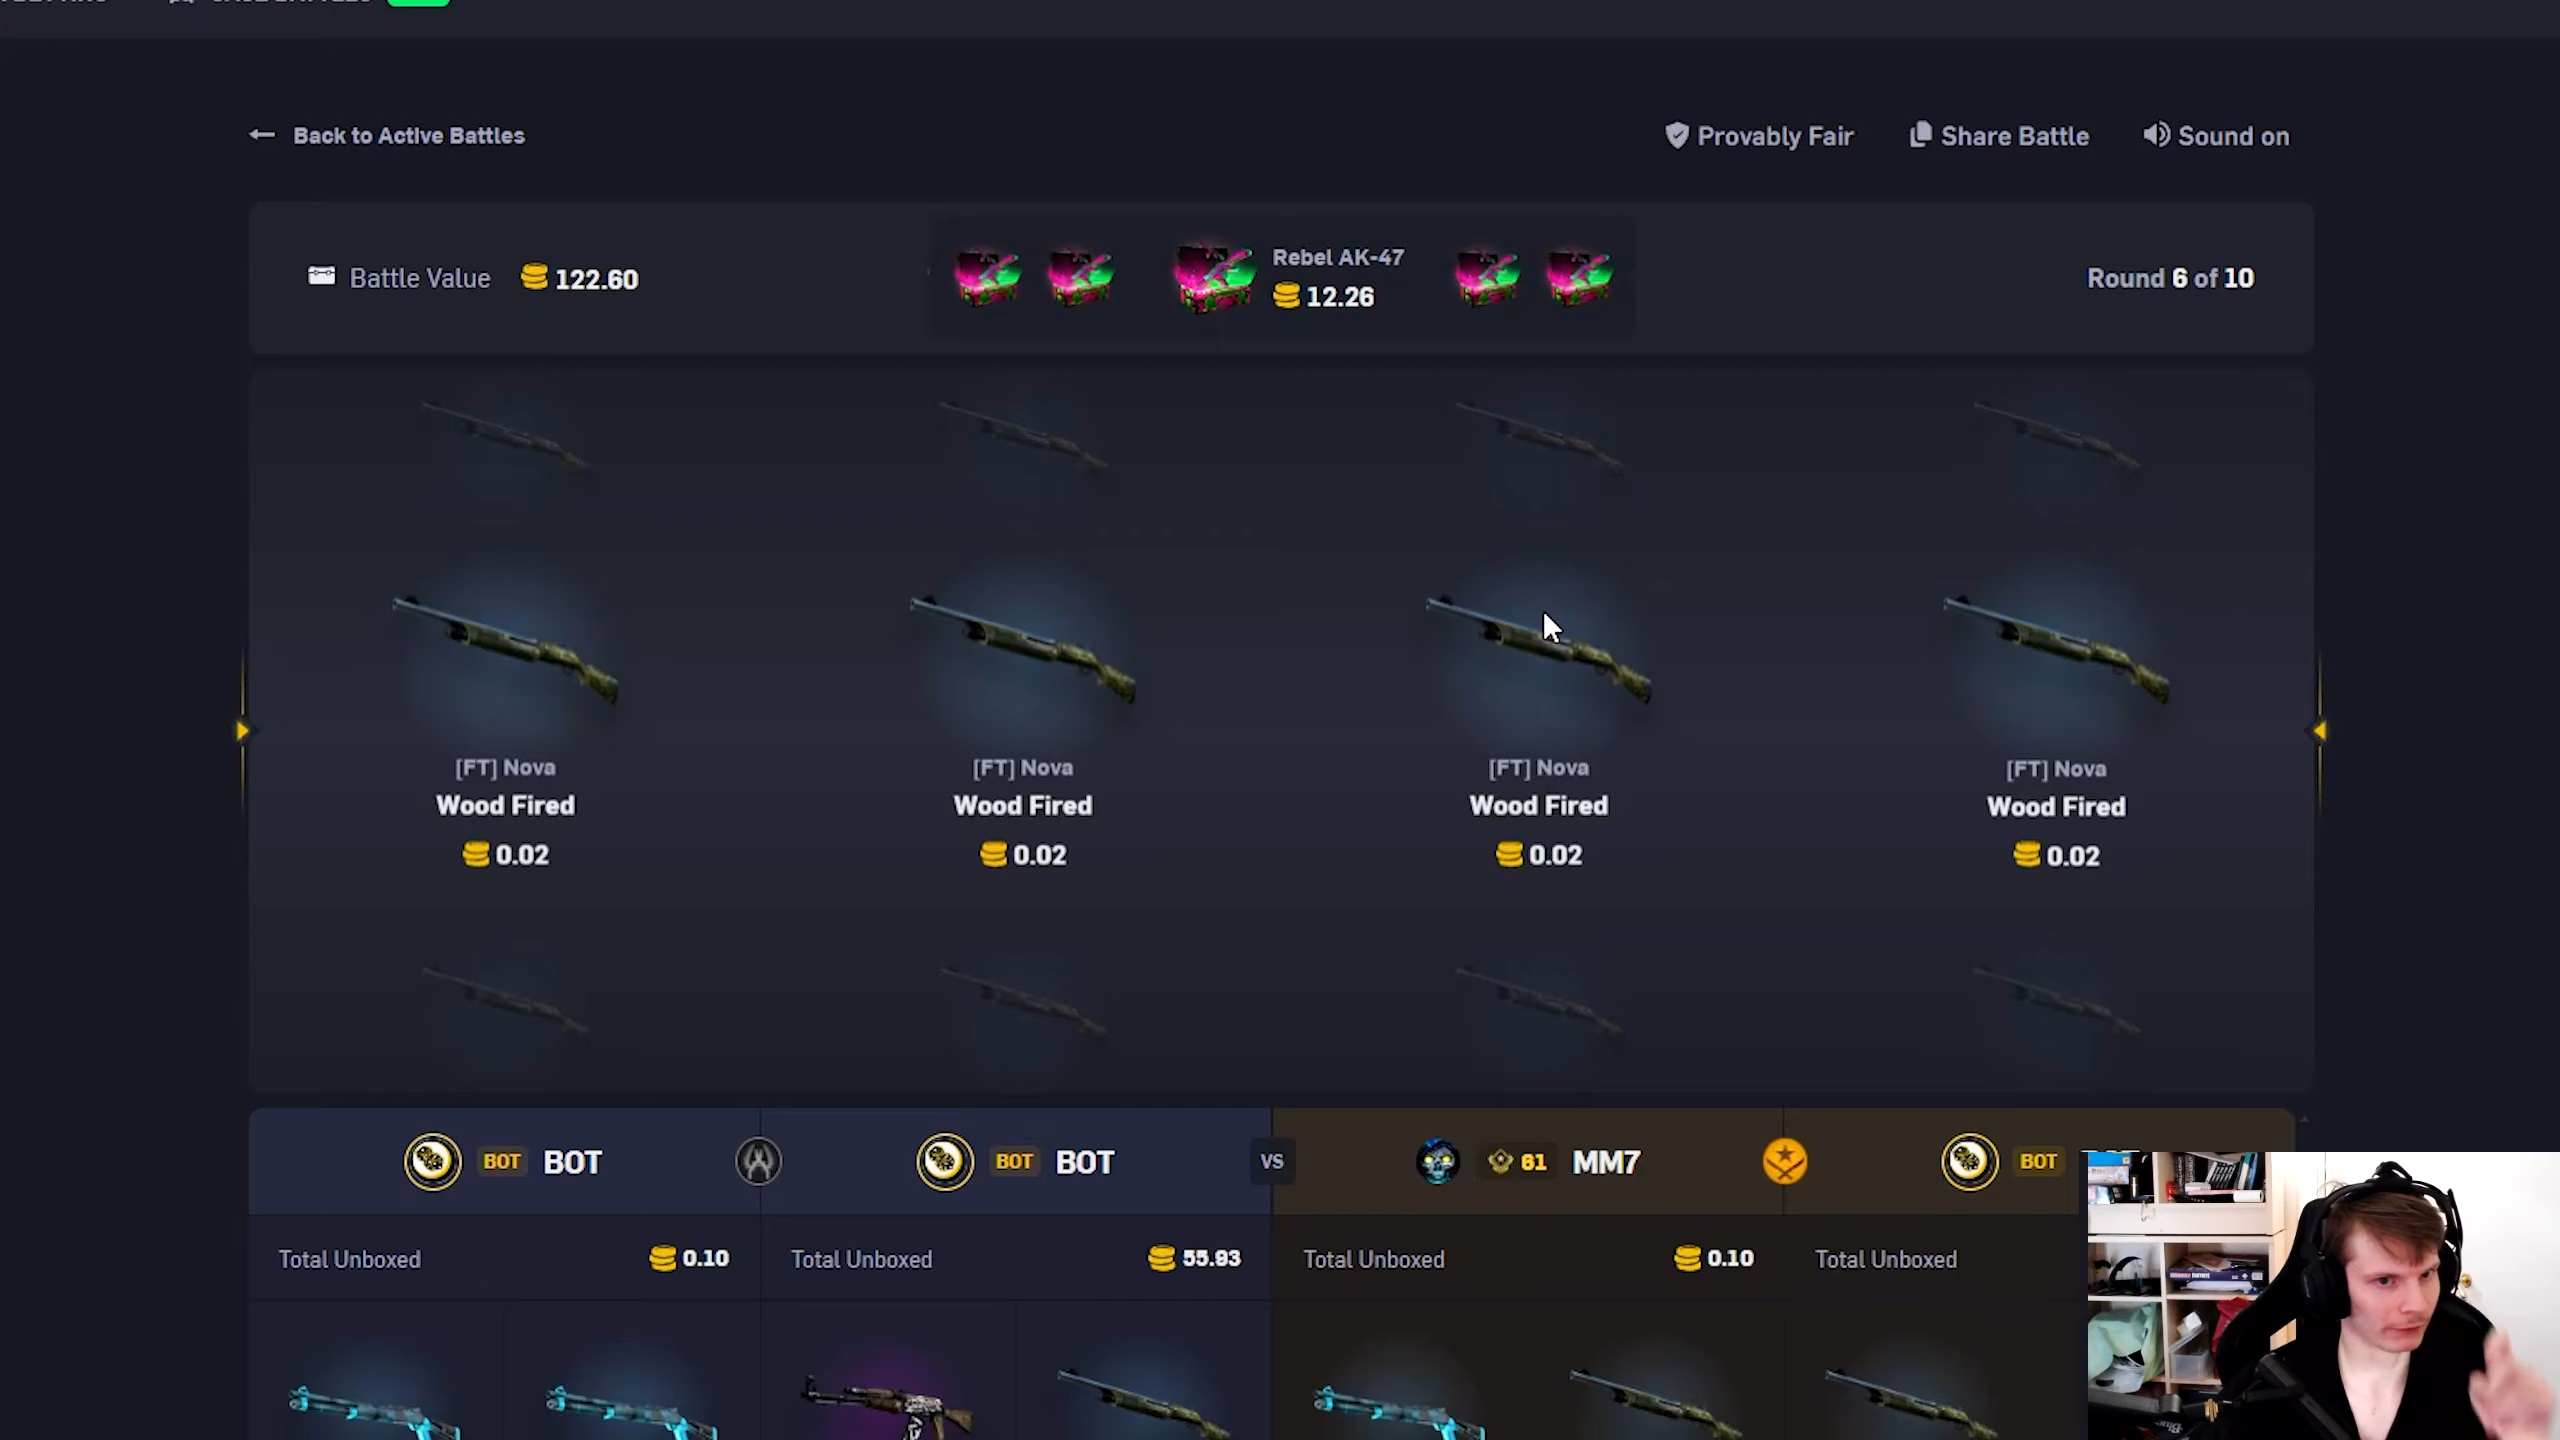 Back to Active Battles
Provably Fair
Share Battle
Sound on
Battle Value 122.60
Rebel AK-47
12.26
Round 6 of 10
[FT] Nova
Wood Fired
0.02
[FT] Nova
Wood Fired
0.02
[FT] Nova
Wood Fired
0.02
[FT] Nova
Wood Fired
0.02
BOT BOT
BOT BOT
VS
61 MM7
BOT
Total Unboxed 0.10
Total Unboxed 55.93
Total Unboxed 0.10
Total Unboxed